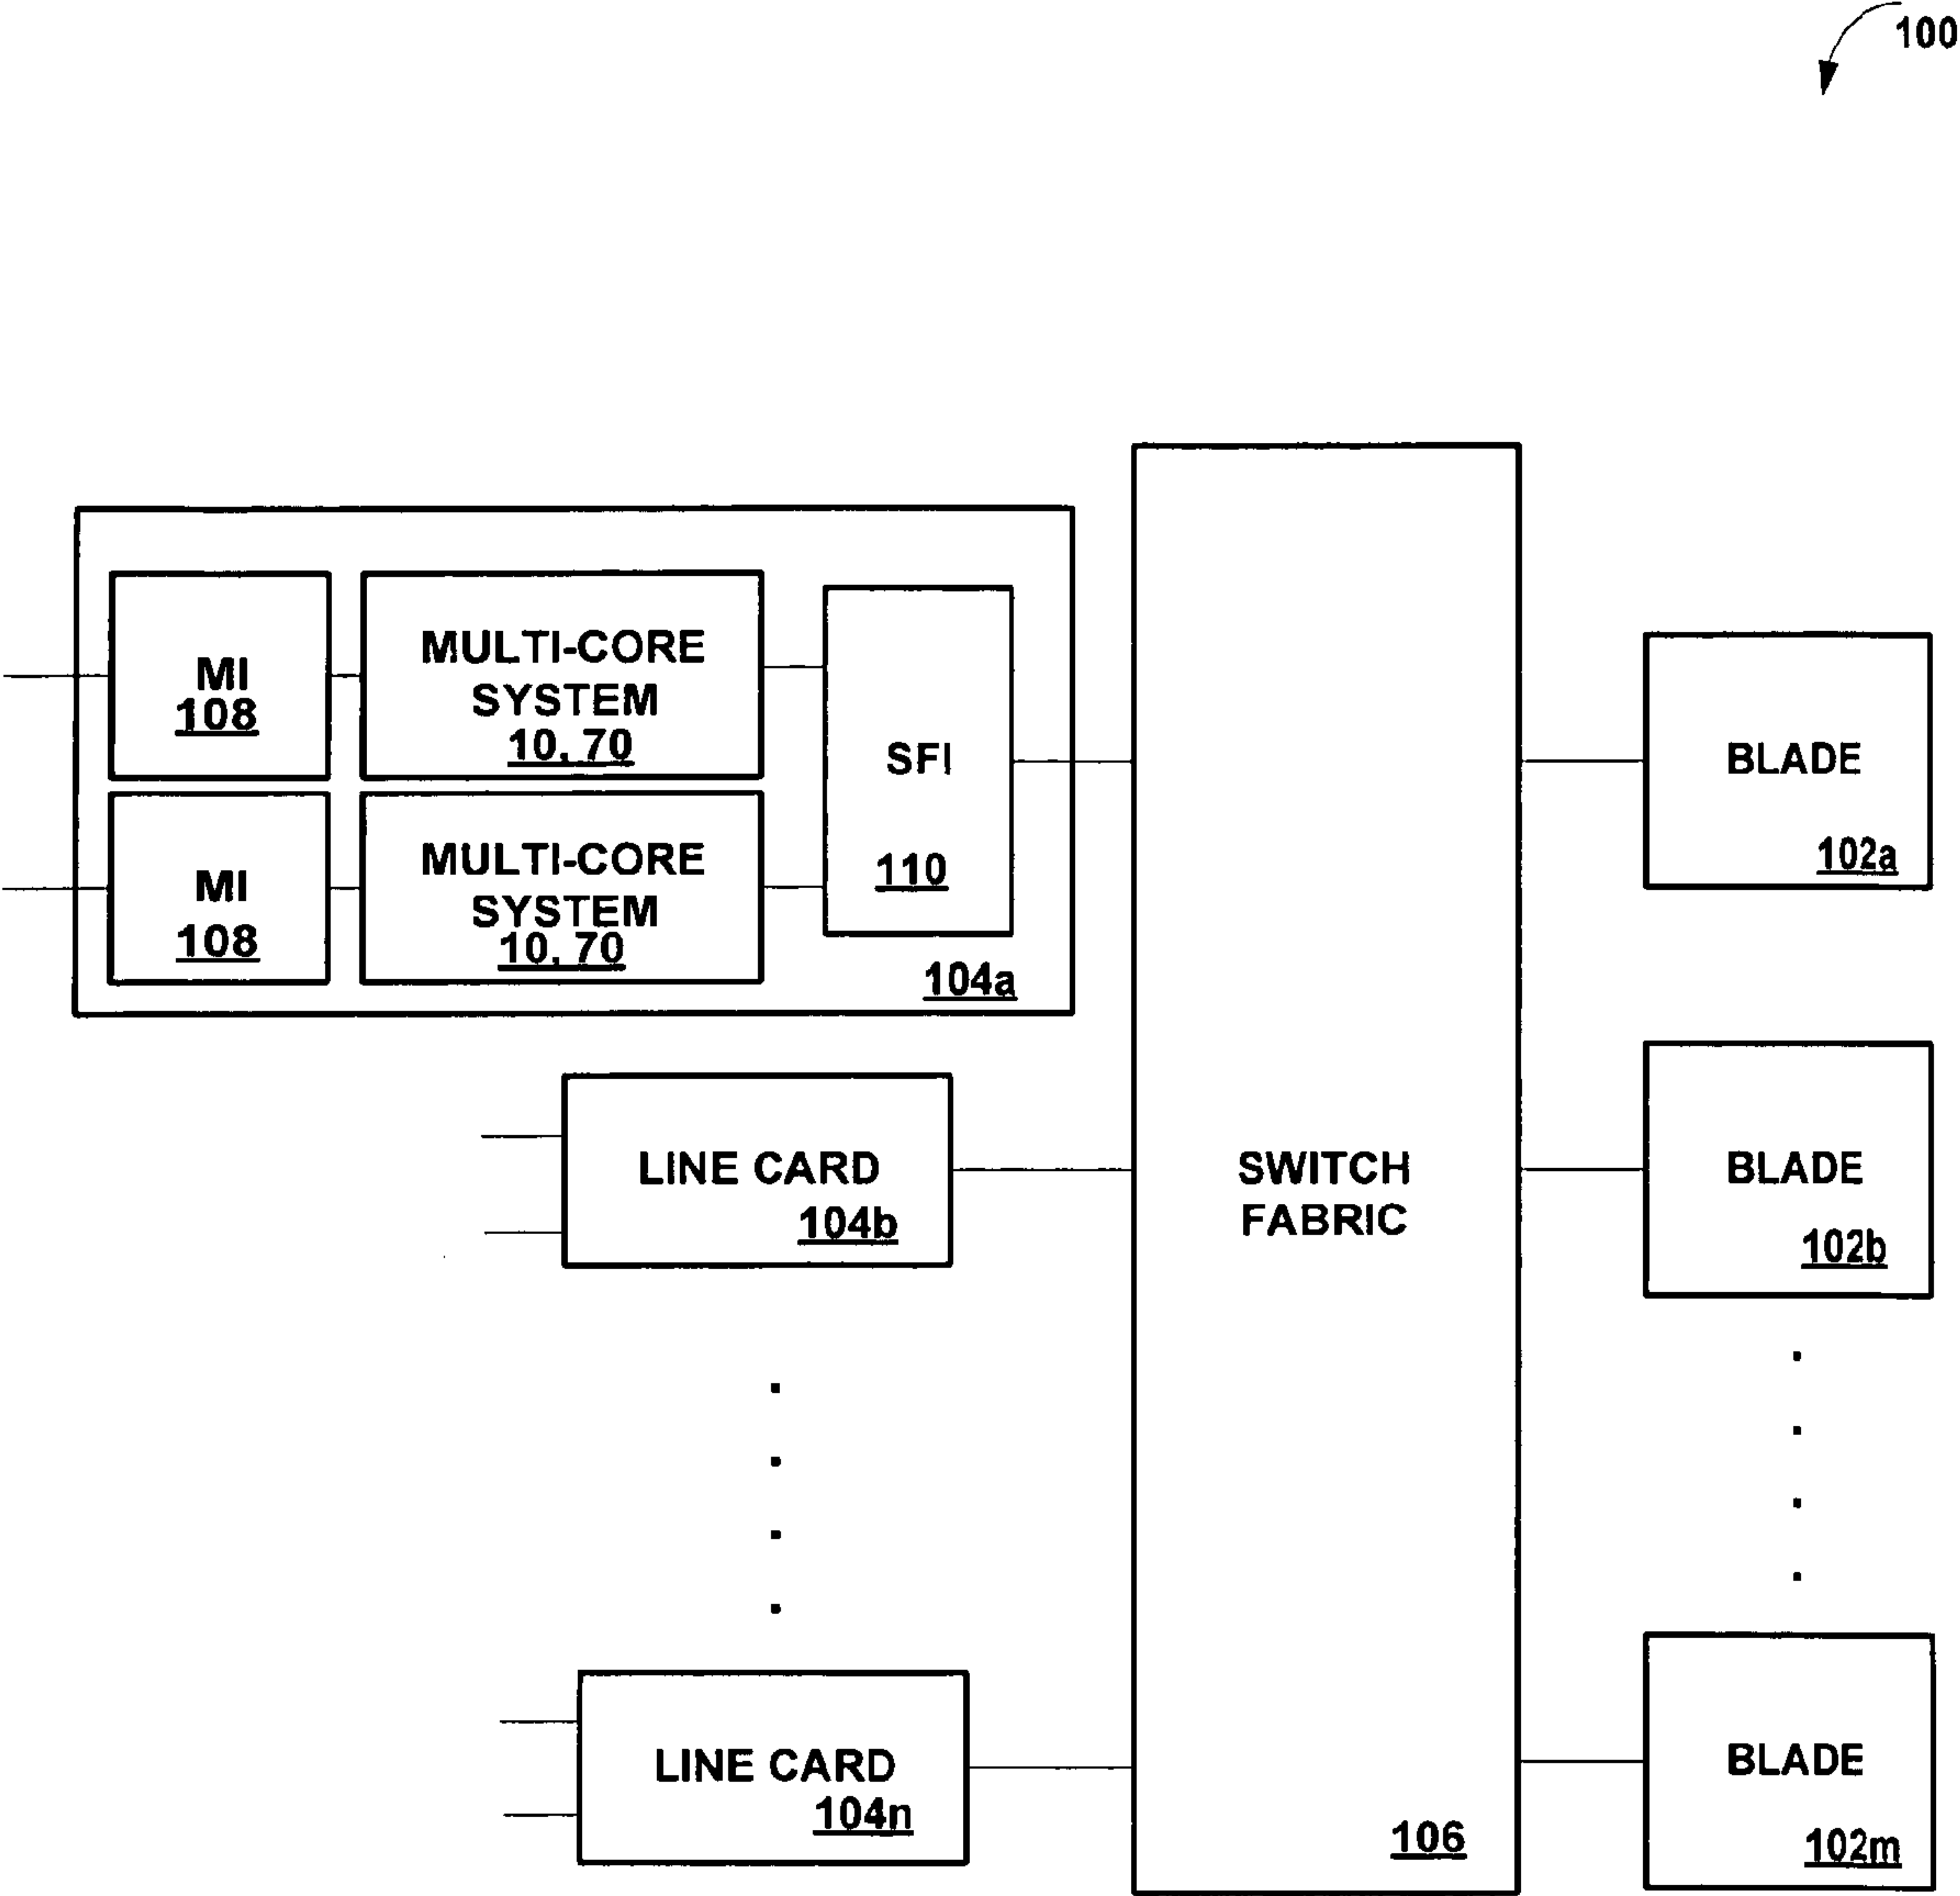 100
MI
108
MULTI-CORE
SYSTEM
10, 70
MI
108
MULTI-CORE
SYSTEM
10, 70
SFI
110
104a
LINE CARD
104b
LINE CARD
104n
SWITCH
FABRIC
106
BLADE
102a
BLADE
102b
BLADE
102m